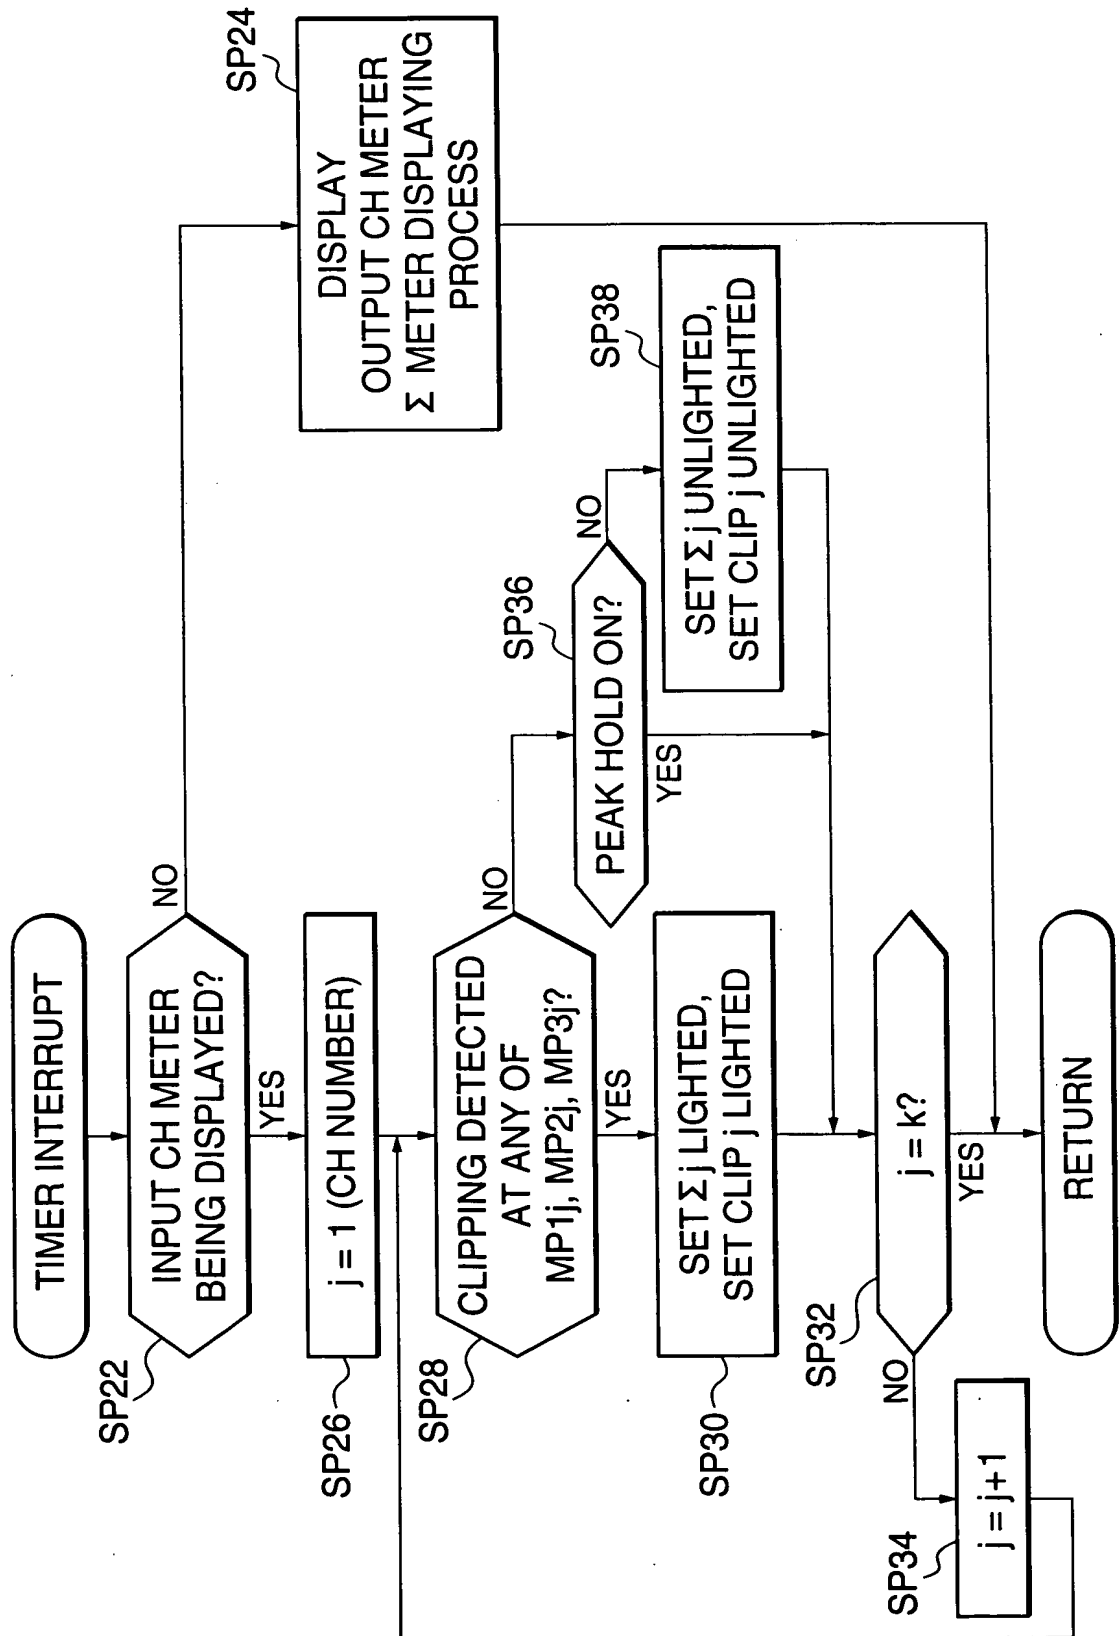 TIMER INTERRUPT
SP22
INPUT CH METER
BEING DISPLAYED?
NO
YES
SP24
DISPLAY
OUTPUT CH METER
Σ METER DISPLAYING
PROCESS
SP26
j = 1 (CH NUMBER)
SP28
CLIPPING DETECTED
AT ANY OF
MP1j, MP2j, MP3j?
NO
YES
SP36
PEAK HOLD ON?
NO
YES
SP38
SET Σ j UNLIGHTED,
SET CLIP j UNLIGHTED
SP30
SET Σ j LIGHTED,
SET CLIP j LIGHTED
SP32
j = k?
NO
YES
SP34
j = j+1
RETURN